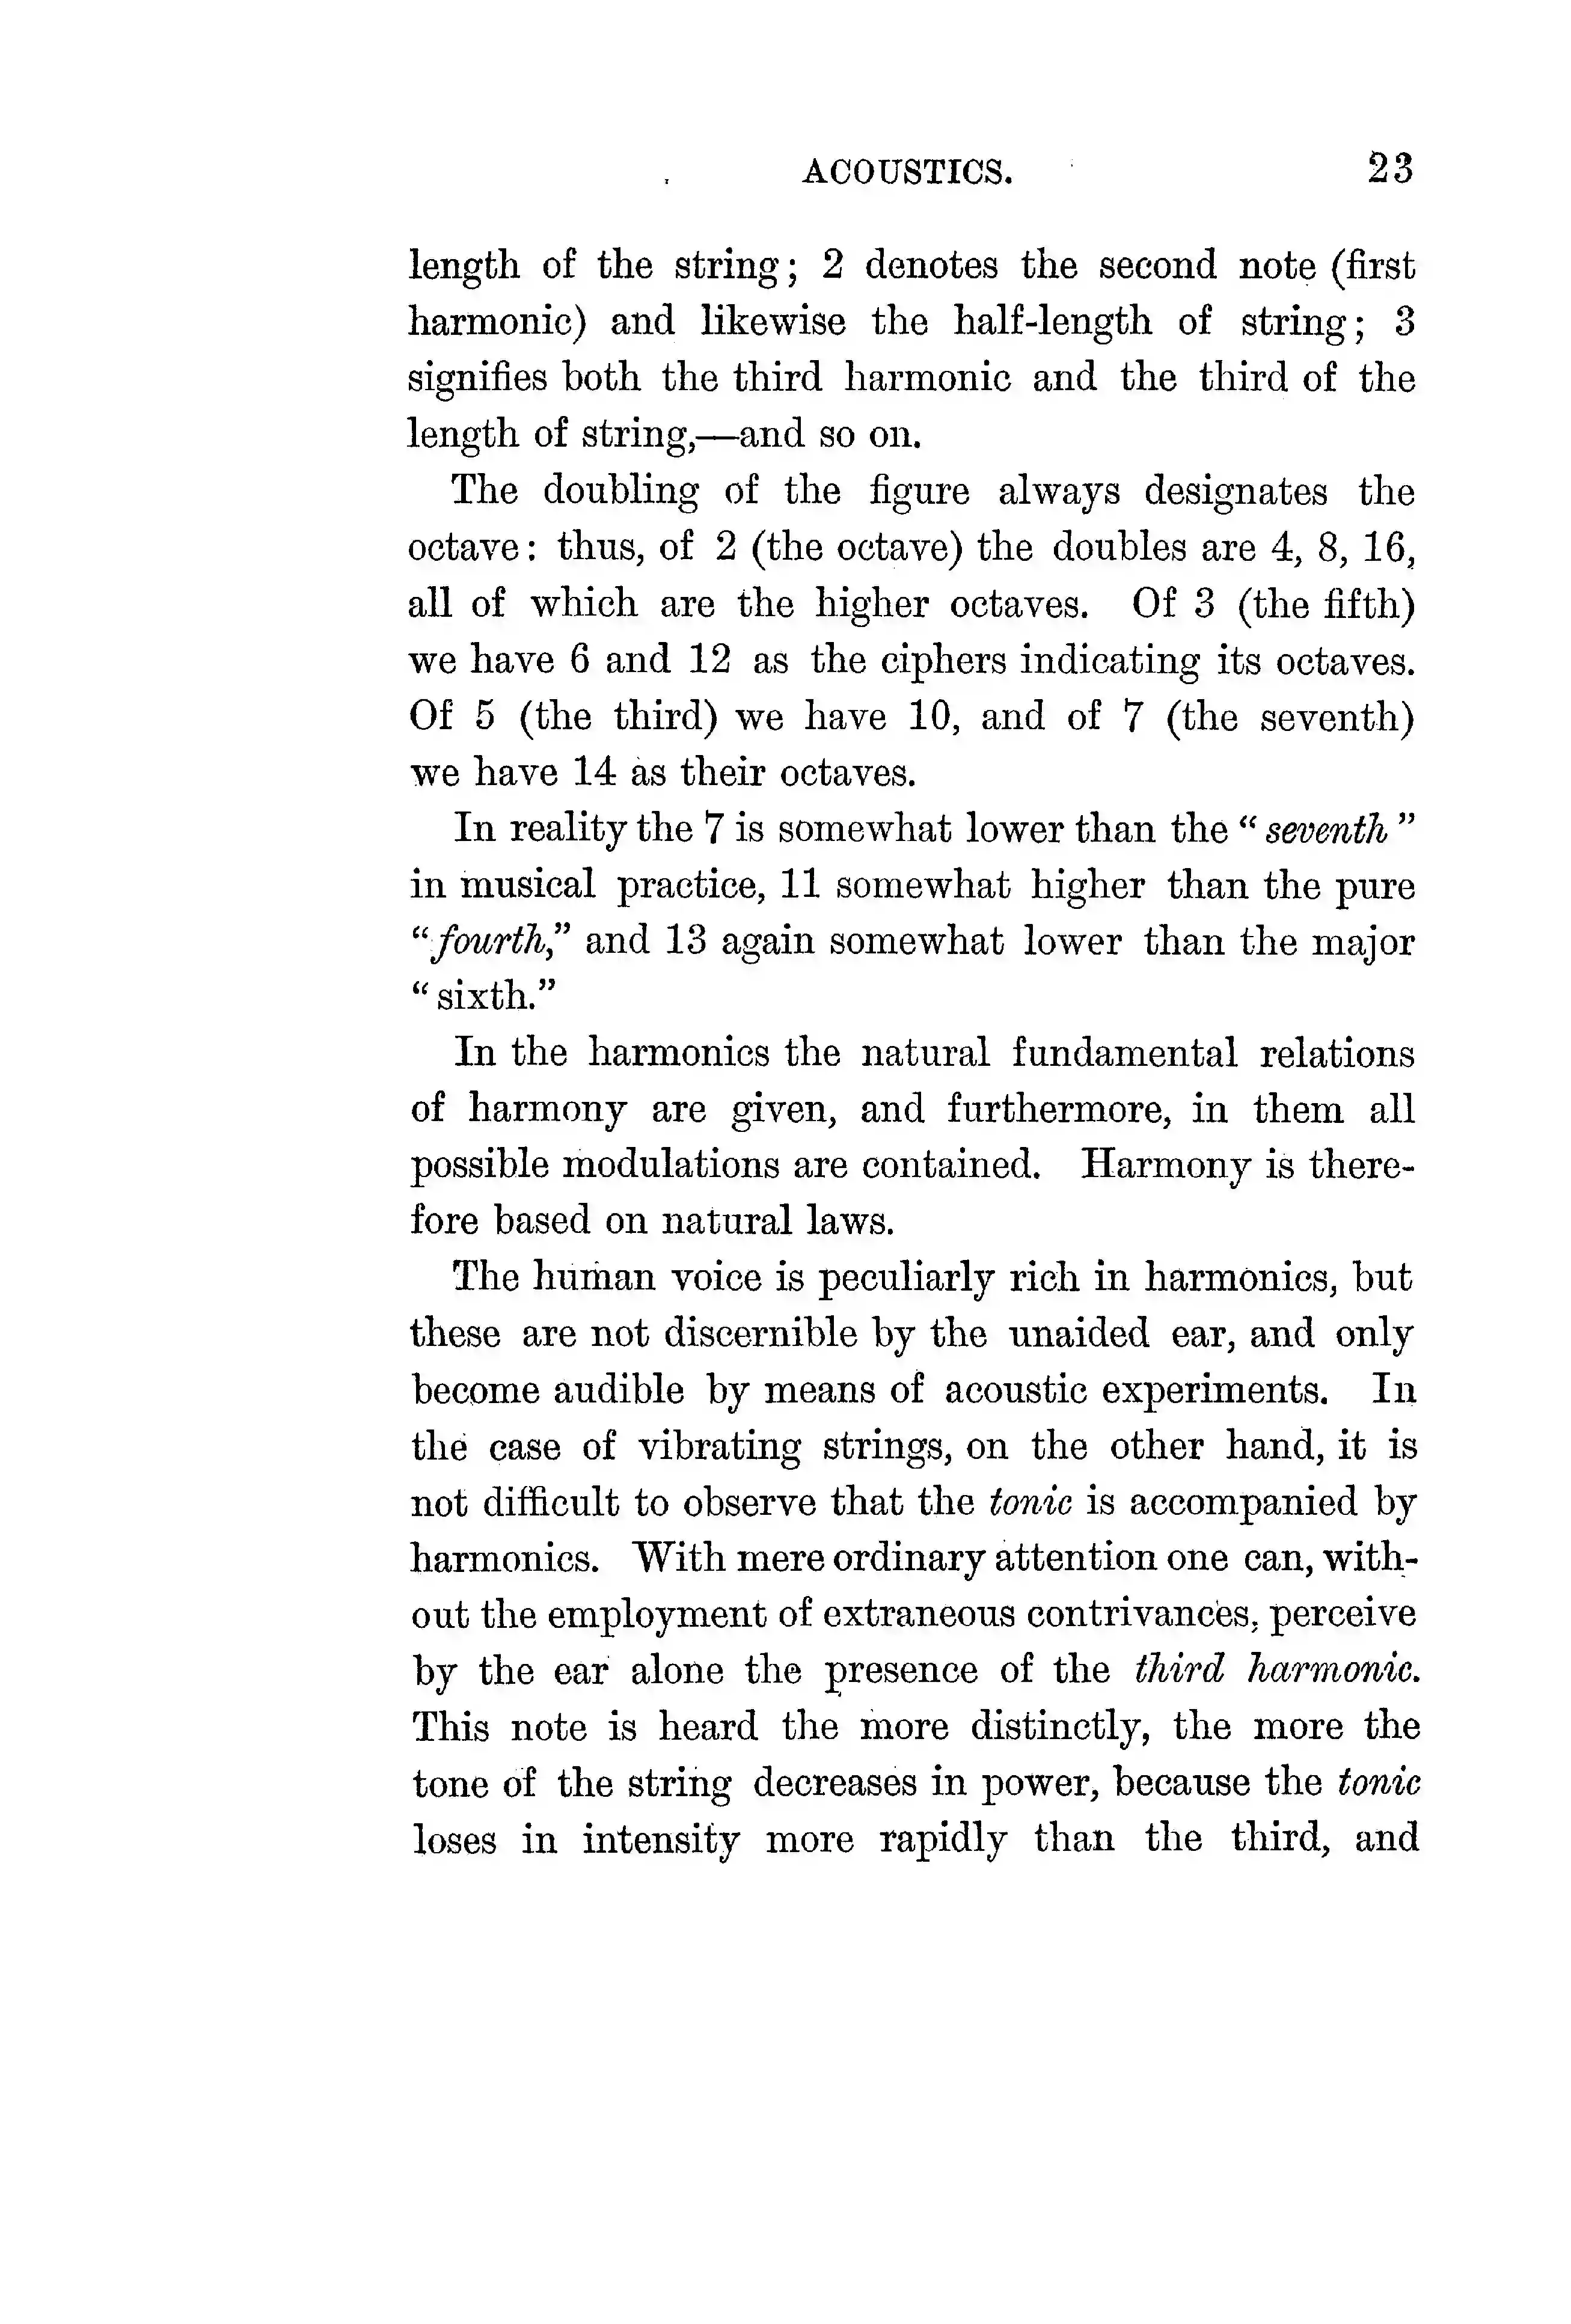 ACOUSTICS. 23
length of the string; 2 denotes the second note (first
harmonic) and likewise the half-length of string; 3
signifies both the third harmonic and the third of the
length of string,—and so on.
The doubling of the figure always designates the
octave: thus, of 2 (the octave) the doubles are 4, 8, 16,
all of which are the higher octaves. Of 3 (the fifth)
we have 6 and 12 as the ciphers indicating its octaves.
Of 5 (the third) we have 10, and of 7 (the seventh)
we have 14 as their octaves.
In reality the 7 is somewhat lower than the “seventh”
in musical practice, 11 somewhat higher than the pure
“fourth,” and 13 again somewhat lower than the major
“sixth.”
In the harmonics the natural fundamental relations
of harmony are given, and furthermore, in them all
possible modulations are contained. Harmony is there-
fore based on natural laws.
The human voice is peculiarly rich in harmonics, but
these are not discernible by the unaided ear, and only
become audible by means of acoustic experiments. In
the case of vibrating strings, on the other hand, it is
not difficult to observe that the tonic is accompanied by
harmonics. With mere ordinary attention one can, with-
out the employment of extraneous contrivances, perceive
by the ear alone the presence of the third harmonic.
This note is heard the more distinctly, the more the
tone of the string decreases in power, because the tonic
loses in intensity more rapidly than the third, and